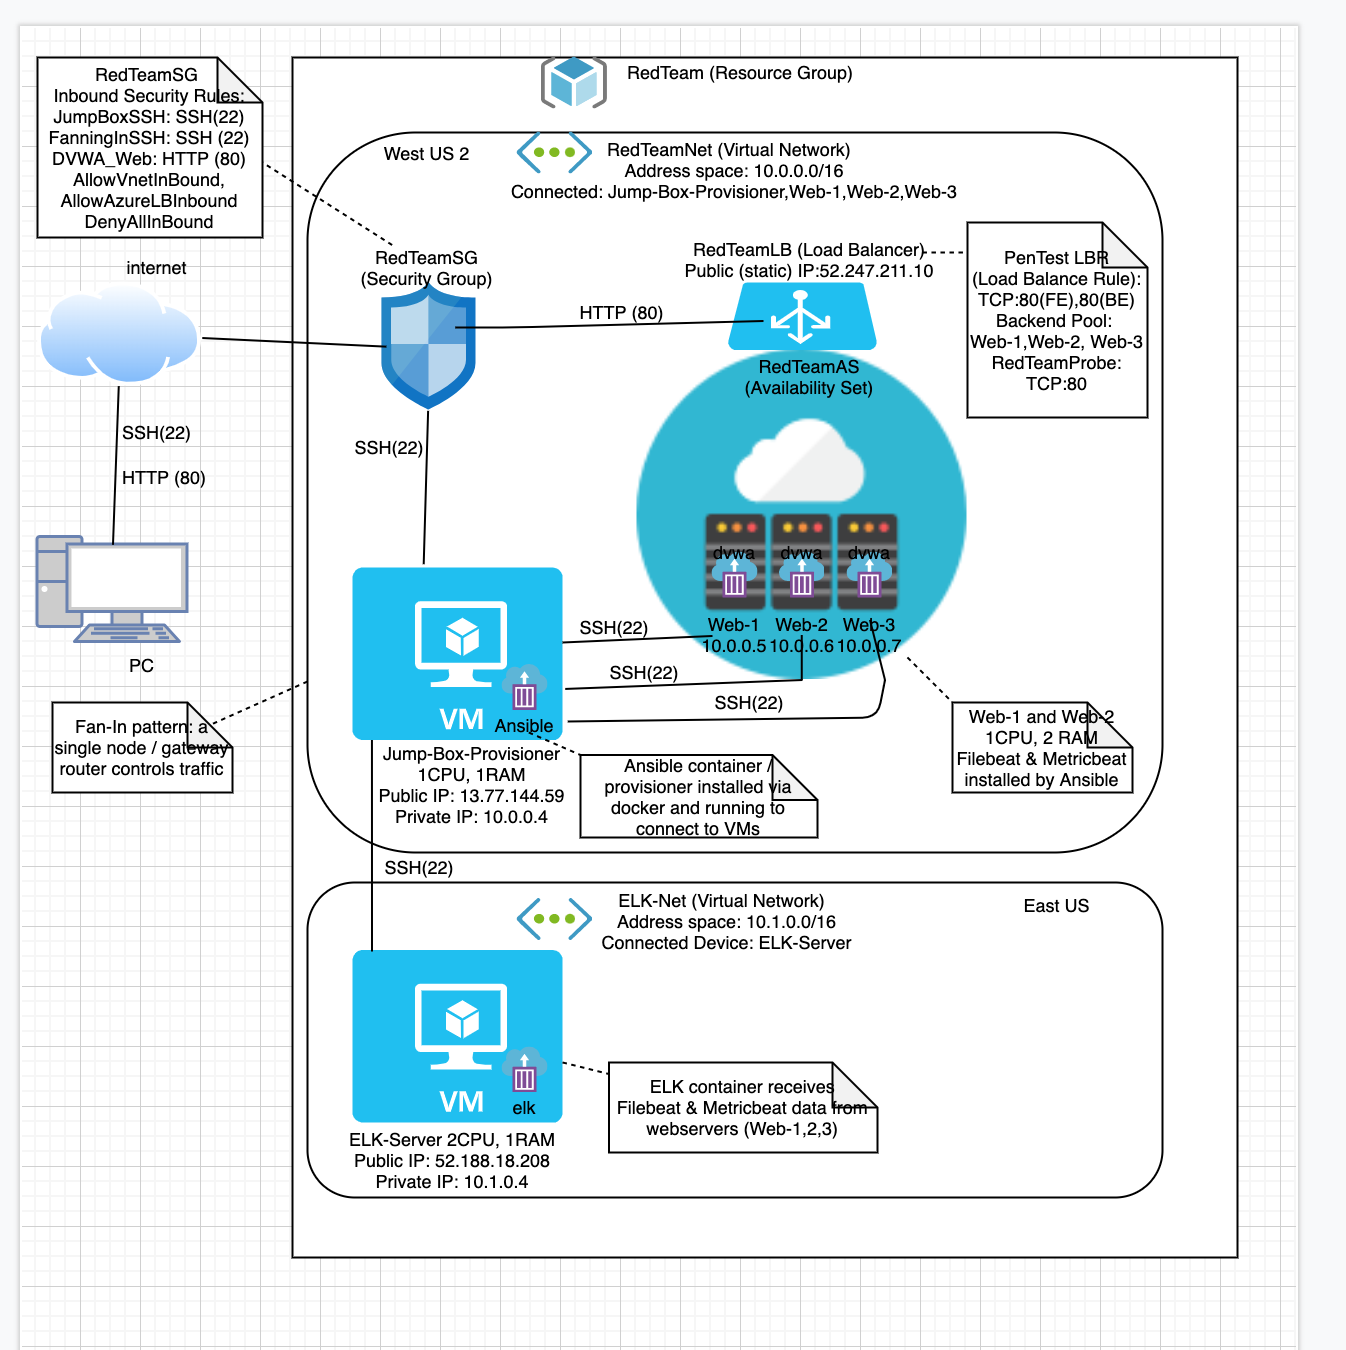 RedTeamSG
Inbound Security Rules:
JumpBoxSSH: SSH(22)
FanningInSSH: SSH (22)
DVWA_Web: HTTP (80)
AllowVnetInBound,
AllowAzureLBInbound
DenyAllInBound
RedTeam (Resource Group)
West US 2
RedTeamNet (Virtual Network)
Address space: 10.0.0.0/16
Connected: Jump-Box-Provisioner,Web-1,Web-2,Web-3
internet
RedTeamSG
(Security Group)
RedTeamLB (Load Balancer)
Public (static) IP:52.247.211.10
PenTest LBR
(Load Balance Rule):
TCP:80(FE),80(BE)
Backend Pool:
Web-1,Web-2, Web-3
RedTeamProbe:
TCP:80
HTTP (80)
RedTeamAS
(Availability Set)
SSH(22)
HTTP (80)
SSH(22)
dvwa
dvwa
dvwa
Web-1
10.0.0.5
Web-2
10.0.0.6
Web-3
10.0.0.7
SSH(22)
SSH(22)
SSH(22)
PC
VM
Ansible
Fan-In pattern: a
single node / gateway
router controls traffic
Jump-Box-Provisioner
1CPU, 1RAM
Public IP: 13.77.144.59
Private IP: 10.0.0.4
Ansible container /
provisioner installed via
docker and running to
connect to VMs
Web-1 and Web-2
1CPU, 2 RAM
Filebeat & Metricbeat
installed by Ansible
SSH(22)
ELK-Net (Virtual Network)
Address space: 10.1.0.0/16
Connected Device: ELK-Server
East US
VM
elk
ELK container receives
Filebeat & Metricbeat data from
webservers (Web-1,2,3)
ELK-Server 2CPU, 1RAM
Public IP: 52.188.18.208
Private IP: 10.1.0.4